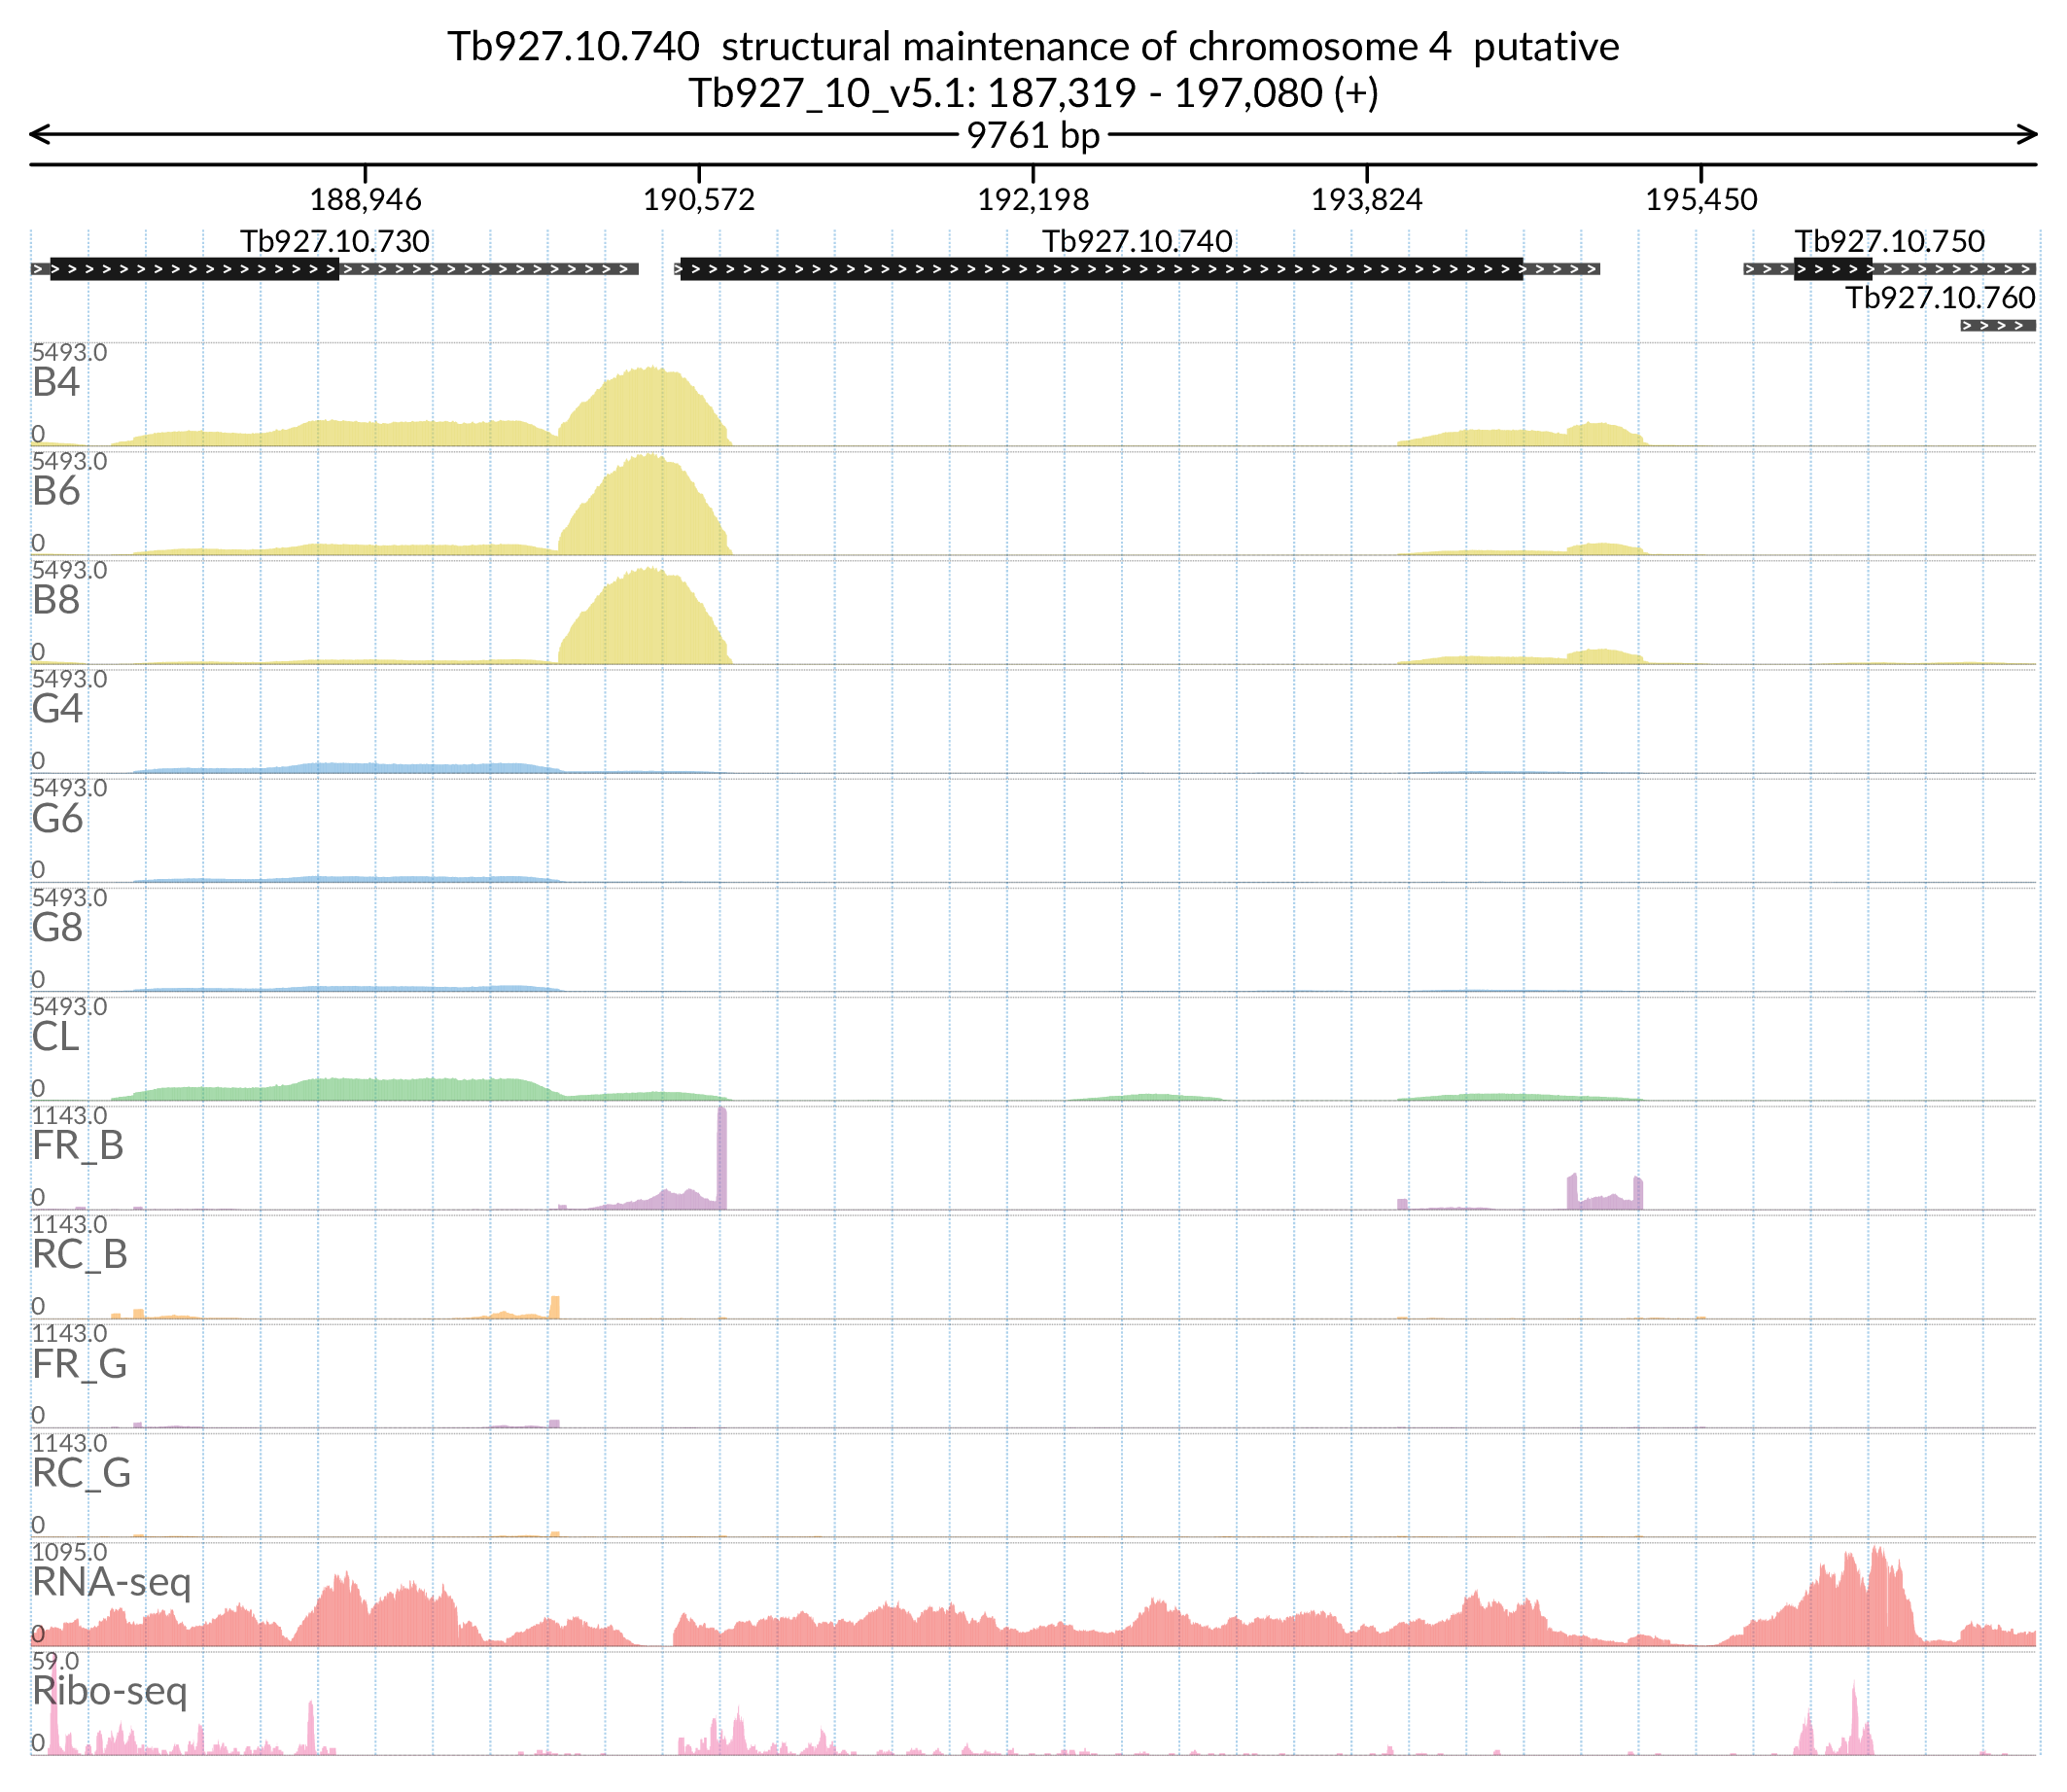 Tb927.10.740 structural maintenance of chromosome 4 putative
Tb927_10_v5.1: 187,319 - 197,080 (+)
9761 bp
188,946 190,572 192,198 193,824 195,450
Tb927.10.730 Tb927.10.740 Tb927.10.750
Tb927.10.760
5493.0
B4
0
5493.0
B6
0
5493.0
B8
0
5493.0
G4
0
5493.0
G6
0
5493.0
G8
0
5493.0
CL
0
1143.0
FR_B
0
1143.0
RC_B
0
1143.0
FR_G
0
1143.0
RC_G
0
1095.0
RNA-seq
0
59.0
Ribo-seq
0